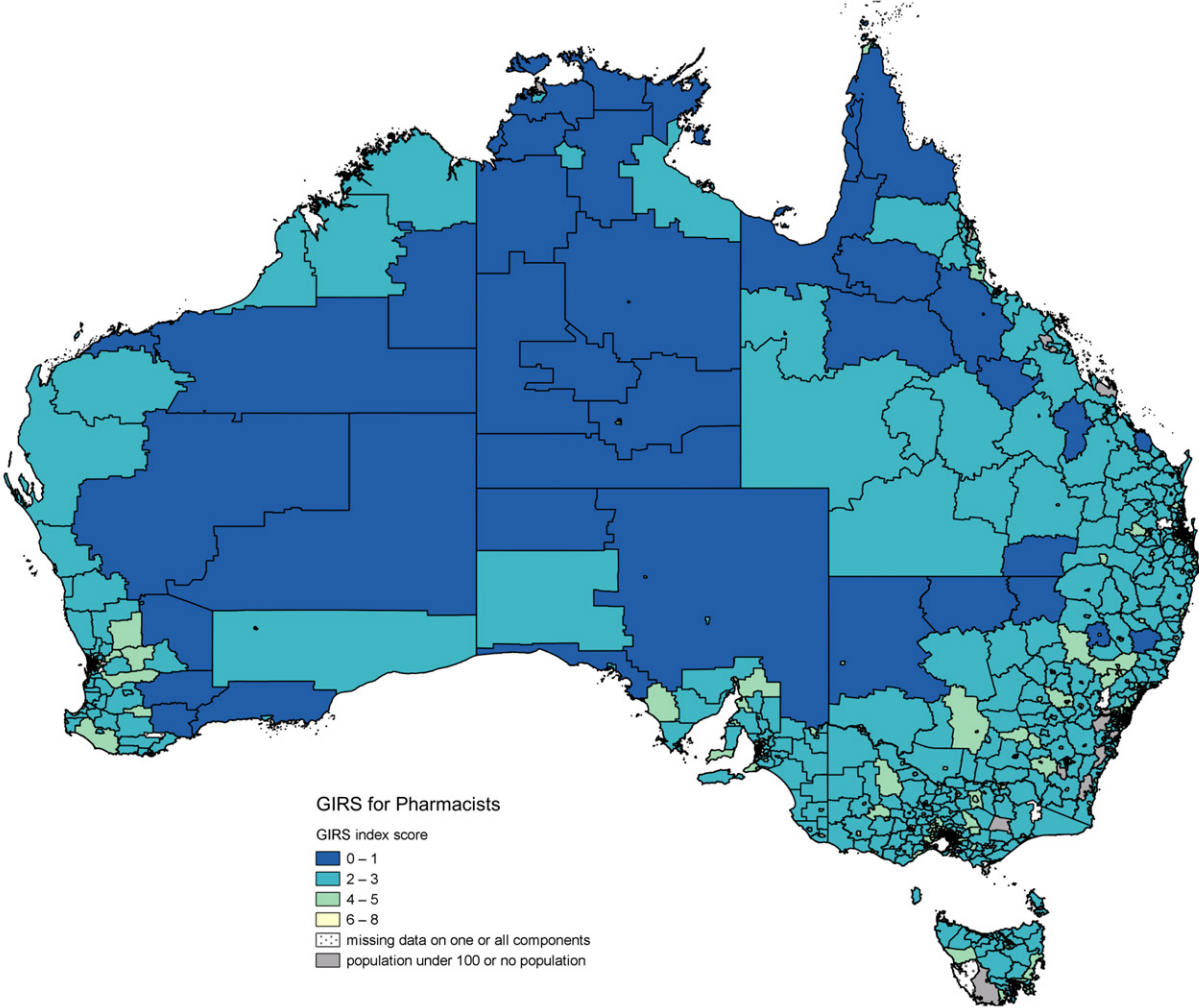 GIRS for Pharmacists
GIRS index score
0 – 1
2 – 3
4 – 5
6 – 8
missing data on one or all components
population under 100 or no population